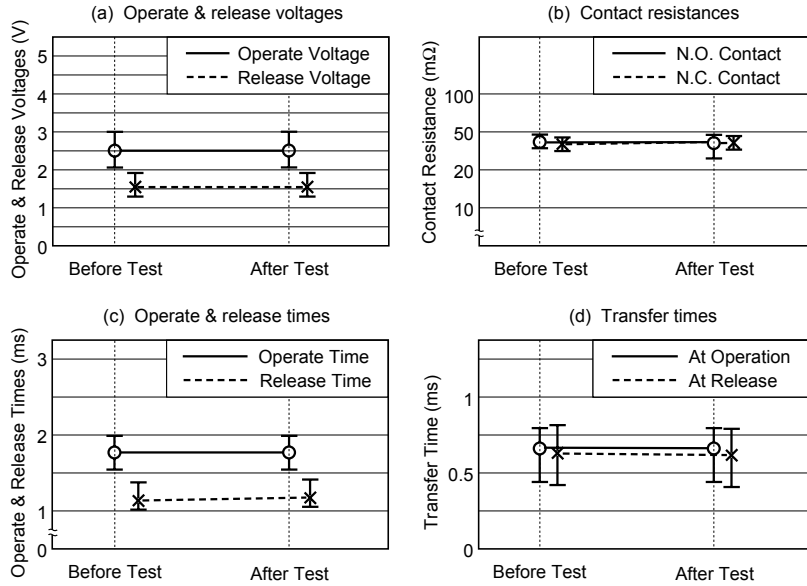 (a) Operate & release voltages
Operate & Release Voltages (V)
5
4
3
2
1
0
Operate Voltage
Release Voltage
Before Test
After Test
(b) Contact resistances
Contact Resistance (mΩ)
100
50
20
10
N.O. Contact
N.C. Contact
Before Test
After Test
(c) Operate & release times
Operate & Release Times (ms)
3
2
1
0
Operate Time
Release Time
Before Test
After Test
(d) Transfer times
Transfer Time (ms)
1
0.5
0
At Operation
At Release
Before Test
After Test